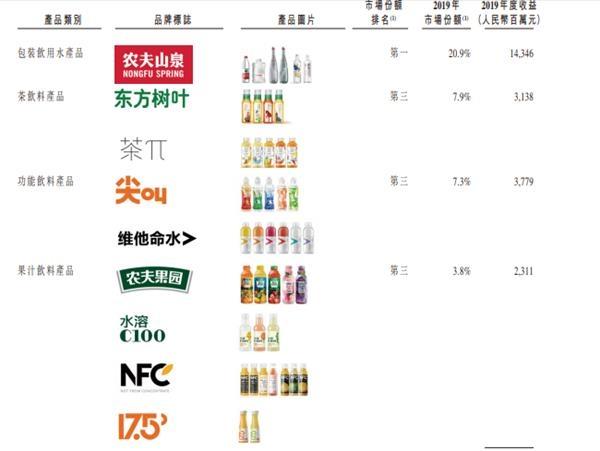 產品類別 品牌標誌 產品圖片 市場份額排名(1) 2019年市場份額(1) 2019年度收益(人民幣百萬元)
包裝飲用水產品 农夫山泉 第一 20.9% 14,346
NONGFU SPRING
茶飲料產品 东方树叶 第三 7.9% 3,138
茶π
功能飲料產品 尖叫 第三 7.3% 3,779
维他命水>
果汁飲料產品 农夫果园 第三 3.8% 2,311
水溶
C100
NFC
NOT FROM CONCENTRATE
17.5°